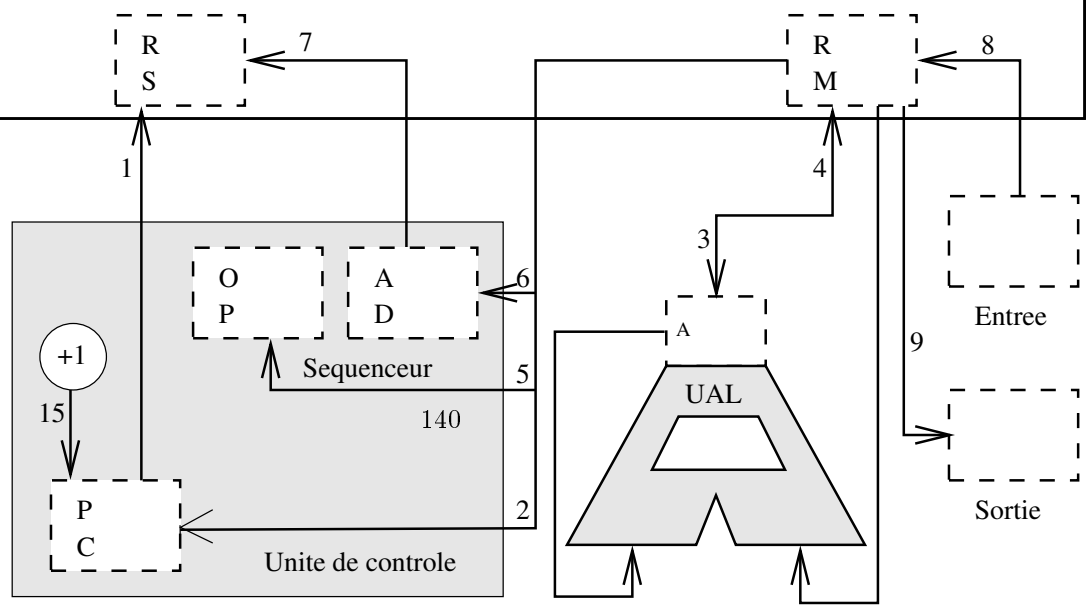 R
S
7
R
M
8
1
4
3
O
P
A
D
6
Entree
+1
A
9
Sequenceur
5
UAL
15
140
P
C
2
Sortie
Unite de controle